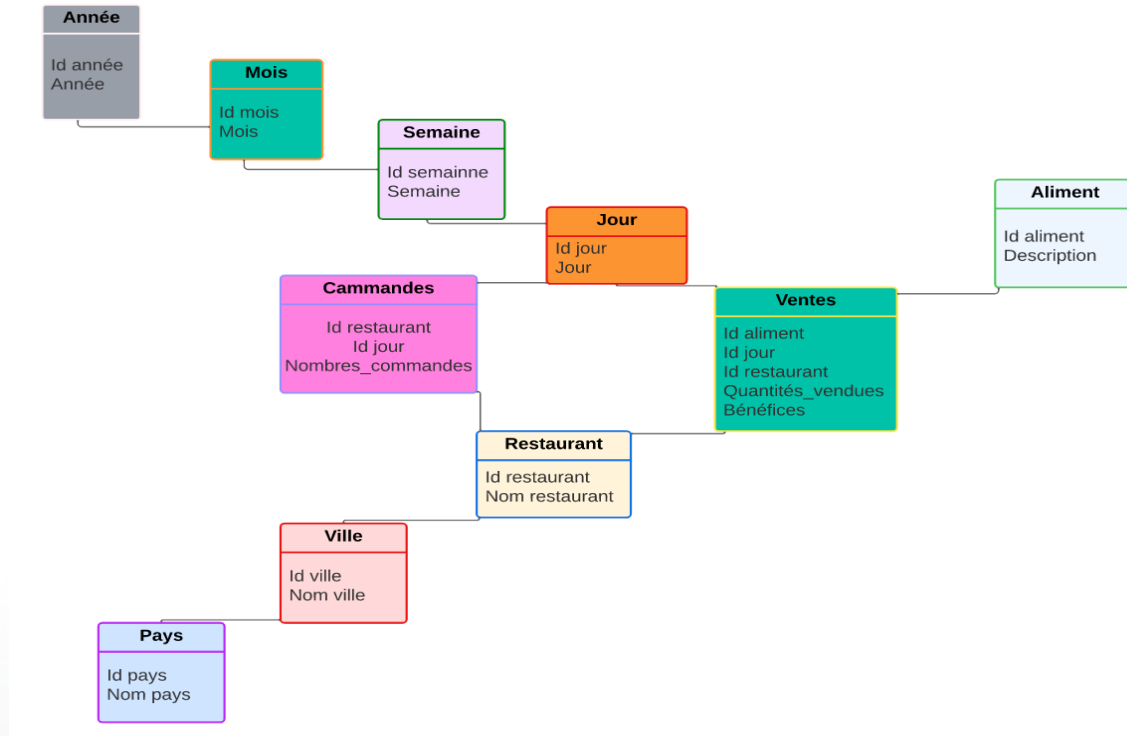 Année
Id année
Année
Mois
Id mois
Mois
Semaine
Id semainne
Semaine
Jour
Id jour
Jour
Aliment
Id aliment
Description
Cammandes
Id restaurant
Id jour
Nombres_commandes
Ventes
Id aliment
Id jour
Id restaurant
Quantités_vendues
Bénéfices
Restaurant
Id restaurant
Nom restaurant
Ville
Id ville
Nom ville
Pays
Id pays
Nom pays